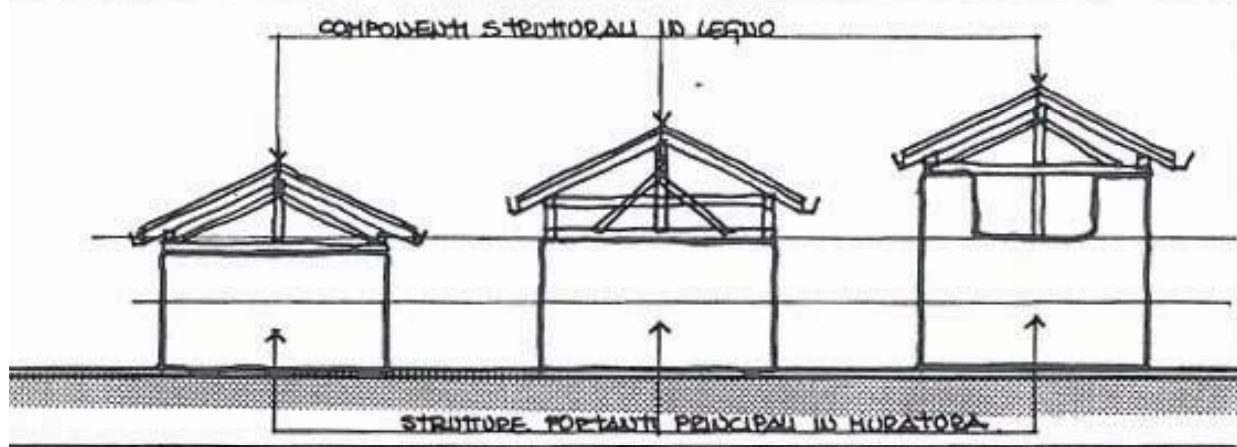 COMPONENTI STRUTTURALI IN LEGNO
STRUTTURE PORTANTI PRINCIPALI IN MURATURA